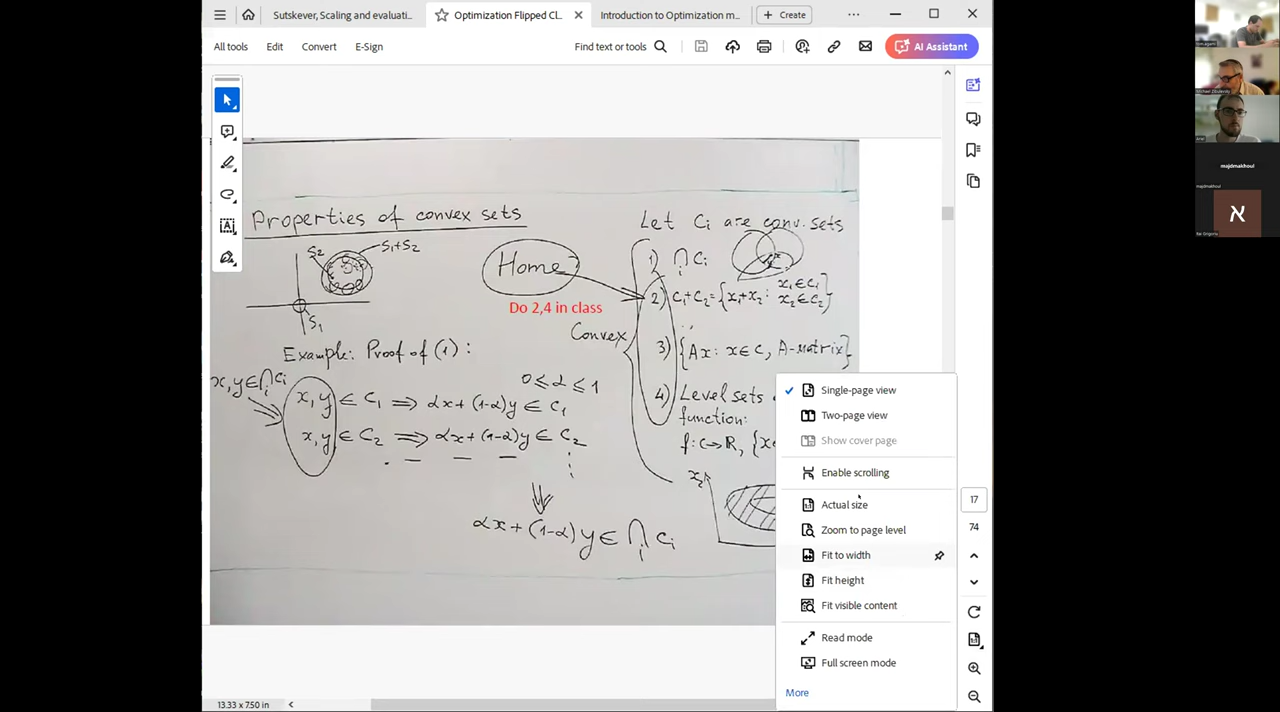 Sutskever, Scaling and evaluati...
Optimization Flipped Cl...
Introduction to Optimization m...
Create
All tools
Edit
Convert
E-Sign
Find text or tools
AI Assistant
Properties of convex sets
S2
S1+S2
S1
Home
Do 2,4 in class
Let Ci are conv. sets
1) ⋂ Ci
i
2) C1+C2={x1+x2: x1∈C1
x2∈C2}
Convex
3) {Ax: x∈C, A-matrix}
4) Level sets
function:
f: C→R, {x∈
x2
Example: Proof of (1):
x,y∈⋂Ci
i
0≤α≤1
x,y ∈ C1 ⟹ αx+(1-α)y ∈ C1
x,y ∈ C2 ⟹ αx+(1-α)y ∈ C2
αx+(1-α)y ∈ ⋂ Ci
i
Single-page view
Two-page view
Show cover page
Enable scrolling
Actual size
Zoom to page level
Fit to width
Fit height
Fit visible content
Read mode
Full screen mode
More
17
74
13.33 x 7.50 in
majdmakhoul
majdmakhoul
א